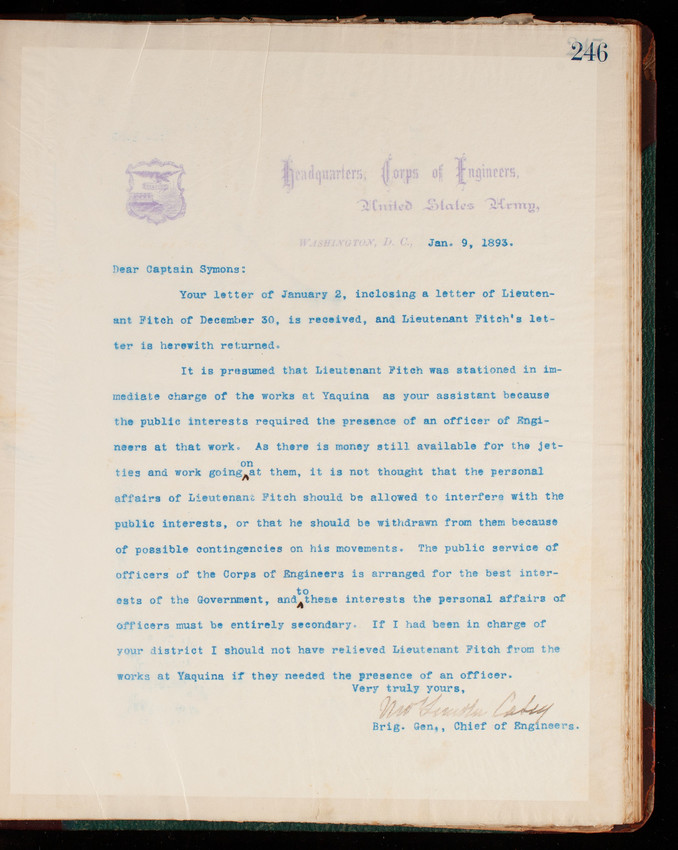 246
Headquarters, Corps of Engineers,
United States Army,
WASHINGTON, D. C., Jan. 9, 1893.
Dear Captain Symons:
Your letter of January 2, inclosing a letter of Lieuten-
ant Fitch of December 30, is received, and Lieutenant Fitch's let-
ter is herewith returned.
It is presumed that Lieutenant Fitch was stationed in im-
mediate charge of the works at Yaquina as your assistant because
the public interests required the presence of an officer of Engi-
neers at that work. As there is money still available for the jet-
ties and work going on at them, it is not thought that the personal
affairs of Lieutenant Fitch should be allowed to interfere with the
public interests, or that he should be withdrawn from them because
of possible contingencies on his movements. The public service of
officers of the Corps of Engineers is arranged for the best inter-
ests of the Government, and to these interests the personal affairs of
officers must be entirely secondary. If I had been in charge of
your district I should not have relieved Lieutenant Fitch from the
works at Yaquina if they needed the presence of an officer.
Very truly yours,
Thos Lincoln Casey
Brig. Gen., Chief of Engineers.